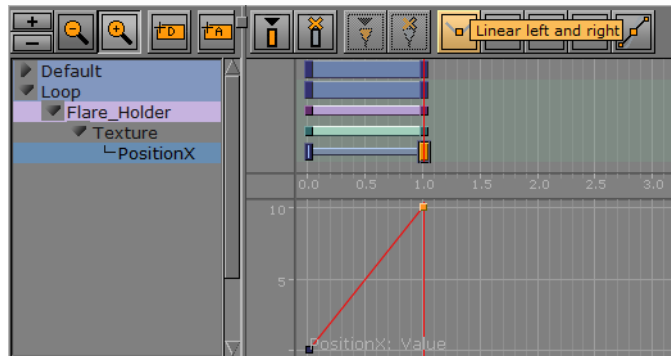 D
A
Linear left and right
Default
Loop
Flare_Holder
Texture
PositionX
0.0 0.5 1.0 1.5 2.0 2.5 3.0
10
5
PositionX: Value